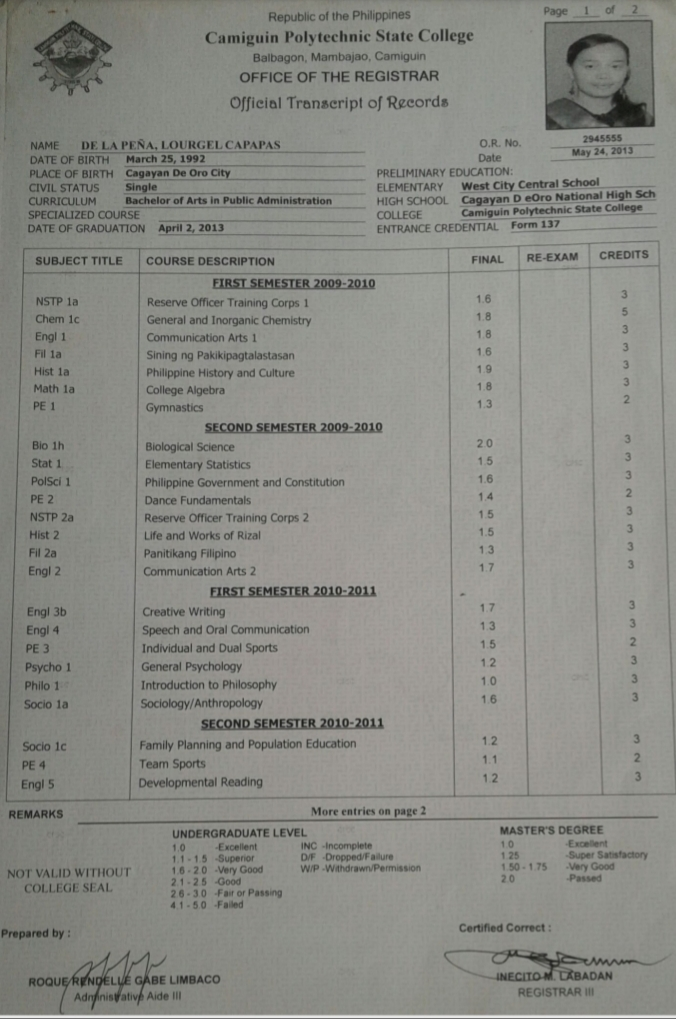 Page 1 of 2
Republic of the Philippines
Camiguin Polytechnic State College
Balbagon, Mambajao, Camiguin
OFFICE OF THE REGISTRAR
Official Transcript of Records
NAME DE LA PEÑA, LOURGEL CAPAPAS O.R. No. 2945555
DATE OF BIRTH March 25, 1992 Date May 24, 2013
PLACE OF BIRTH Cagayan De Oro City PRELIMINARY EDUCATION:
CIVIL STATUS Single ELEMENTARY West City Central School
CURRICULUM Bachelor of Arts in Public Administration HIGH SCHOOL Cagayan D eOro National High Sch
SPECIALIZED COURSE COLLEGE Camiguin Polytechnic State College
DATE OF GRADUATION April 2, 2013 ENTRANCE CREDENTIAL Form 137
SUBJECT TITLE COURSE DESCRIPTION FINAL RE-EXAM CREDITS
FIRST SEMESTER 2009-2010
NSTP 1a Reserve Officer Training Corps 1 1.6 3
Chem 1c General and Inorganic Chemistry 1.8 5
Engl 1 Communication Arts 1 1.8 3
Fil 1a Sining ng Pakikipagtalastasan 1.6 3
Hist 1a Philippine History and Culture 1.9 3
Math 1a College Algebra 1.8 3
PE 1 Gymnastics 1.3 2
SECOND SEMESTER 2009-2010
Bio 1h Biological Science 2.0 3
Stat 1 Elementary Statistics 1.5 3
PolSci 1 Philippine Government and Constitution 1.6 3
PE 2 Dance Fundamentals 1.4 2
NSTP 2a Reserve Officer Training Corps 2 1.5 3
Hist 2 Life and Works of Rizal 1.5 3
Fil 2a Panitikang Filipino 1.3 3
Engl 2 Communication Arts 2 1.7 3
FIRST SEMESTER 2010-2011
Engl 3b Creative Writing 1.7 3
Engl 4 Speech and Oral Communication 1.3 3
PE 3 Individual and Dual Sports 1.5 2
Psycho 1 General Psychology 1.2 3
Philo 1 Introduction to Philosophy 1.0 3
Socio 1a Sociology/Anthropology 1.6 3
SECOND SEMESTER 2010-2011
Socio 1c Family Planning and Population Education 1.2 3
PE 4 Team Sports 1.1 2
Engl 5 Developmental Reading 1.2 3
REMARKS More entries on page 2
UNDERGRADUATE LEVEL MASTER'S DEGREE
1.0 -Excellent INC -Incomplete 1.0 -Excellent
1.1 - 1.5 -Superior D/F -Dropped/Failure 1.25 -Super Satisfactory
1.6 - 2.0 -Very Good W/P -Withdrawn/Permission 1.50 - 1.75 -Very Good
2.1 - 2.5 -Good 2.0 -Passed
2.6 - 3.0 -Fair or Passing
4.1 - 5.0 -Failed
NOT VALID WITHOUT
COLLEGE SEAL
Prepared by : Certified Correct :
ROQUE RENDELLE GABE LIMBACO INECITO M. LABADAN
Administrative Aide III REGISTRAR III